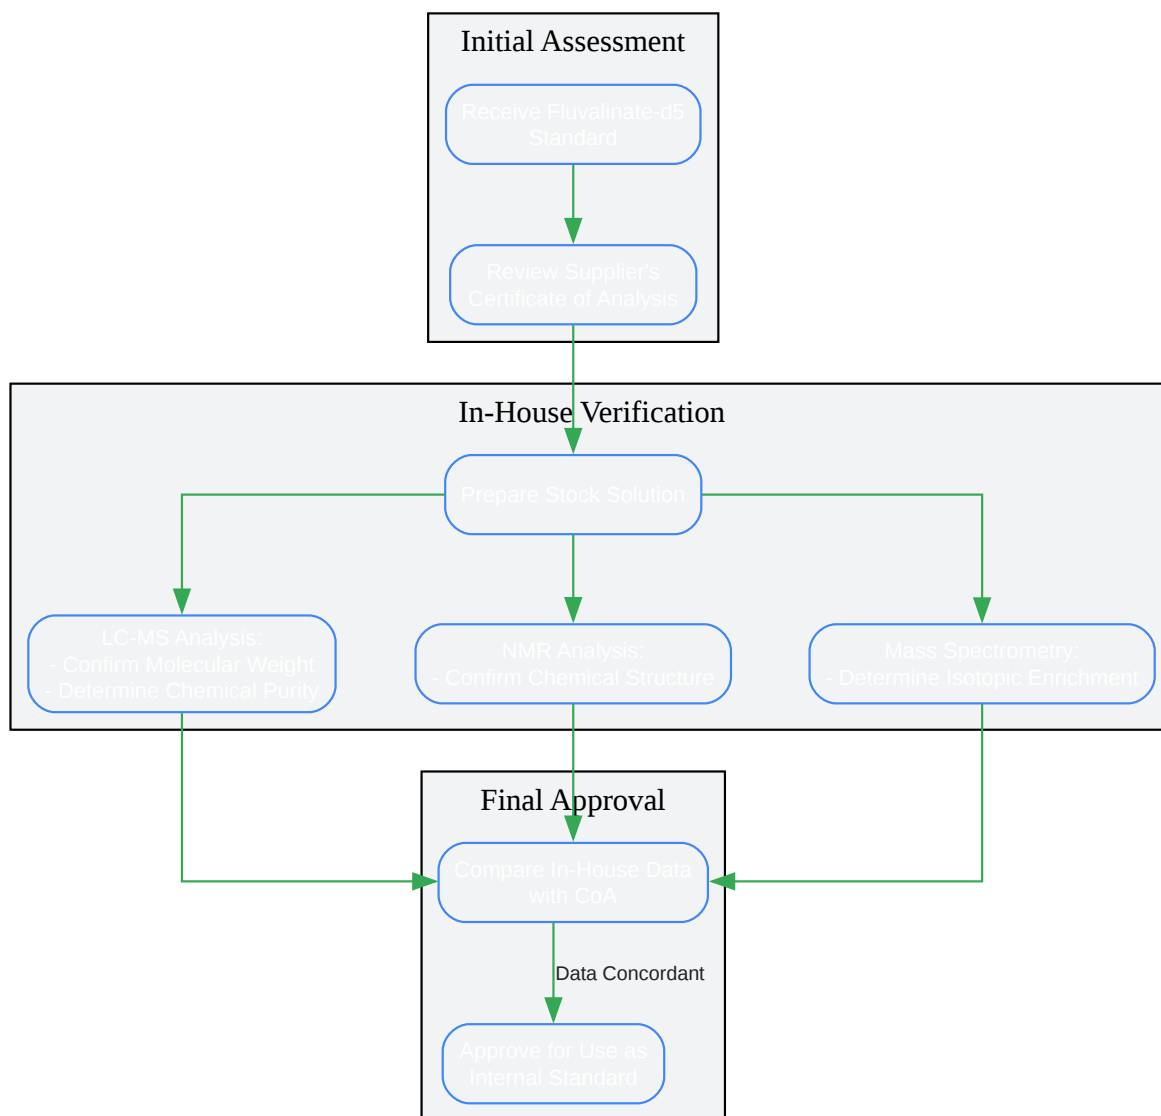 Initial Assessment
Receive Fluvalinate-d5
Standard
Review Supplier's
Certificate of Analysis
In-House Verification
Prepare Stock Solution
LC-MS Analysis:
- Confirm Molecular Weight
- Determine Chemical Purity
NMR Analysis:
- Confirm Chemical Structure
Mass Spectrometry:
- Determine Isotopic Enrichment
Final Approval
Compare In-House Data
with CoA
Data Concordant
Approve for Use as
Internal Standard